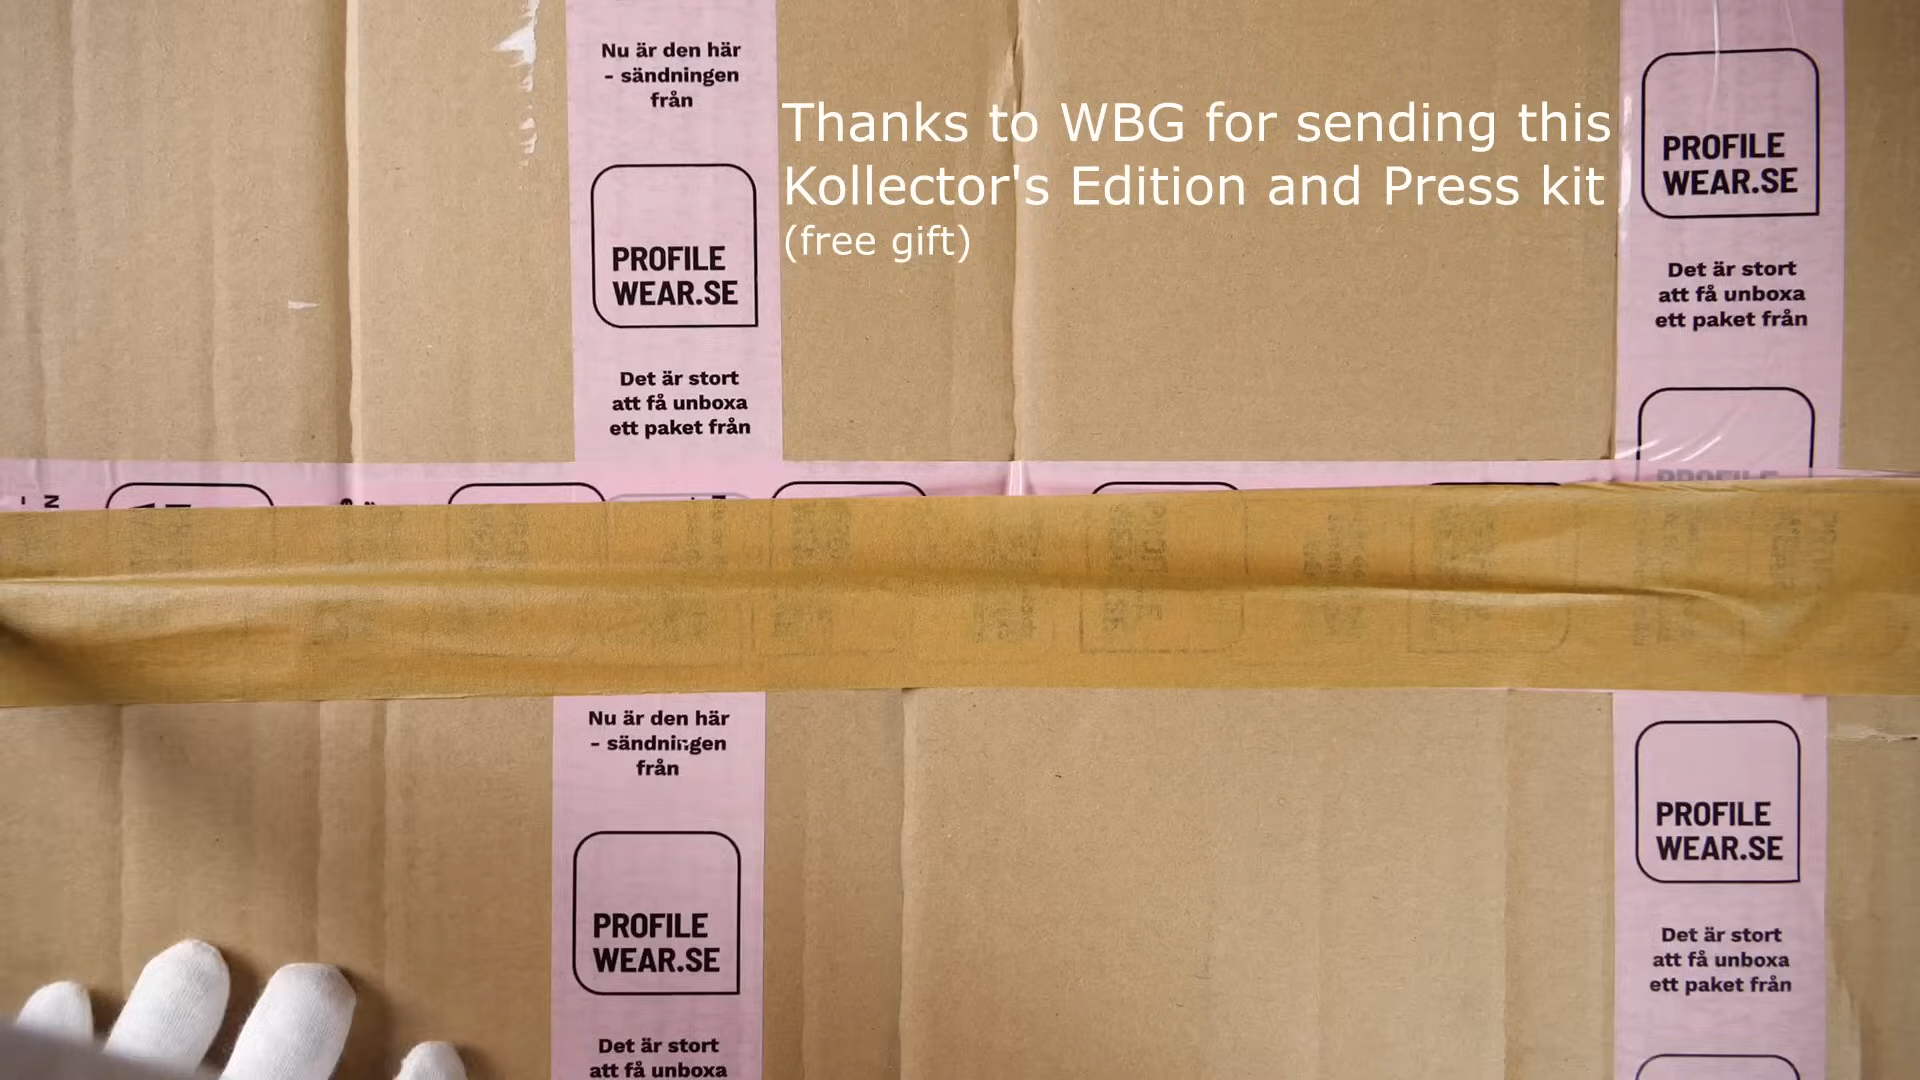 Nu är den här
- sändningen
från
PROFILE
WEAR.SE
Det är stort
att få unboxa
ett paket från
Thanks to WBG for sending this
Kollector's Edition and Press kit
(free gift)
PROFILE
WEAR.SE
Det är stort
att få unboxa
ett paket från
PROFILE
Nu är den här
- sändningen
från
PROFILE
WEAR.SE
Det är stort
att få unboxa
PROFILE
WEAR.SE
Det är stort
att få unboxa
ett paket från